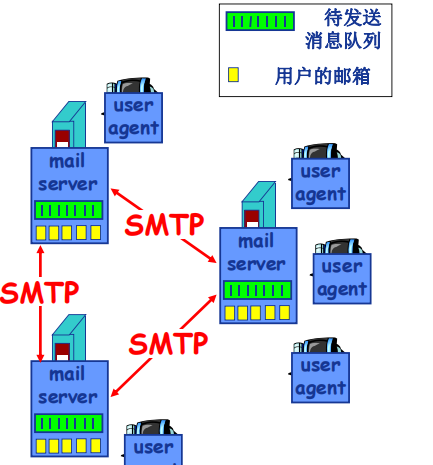 待发送
消息队列
用户的邮箱
user
agent
mail
server
user
agent
SMTP
mail
server
user
agent
SMTP
SMTP
mail
server
user
agent
user